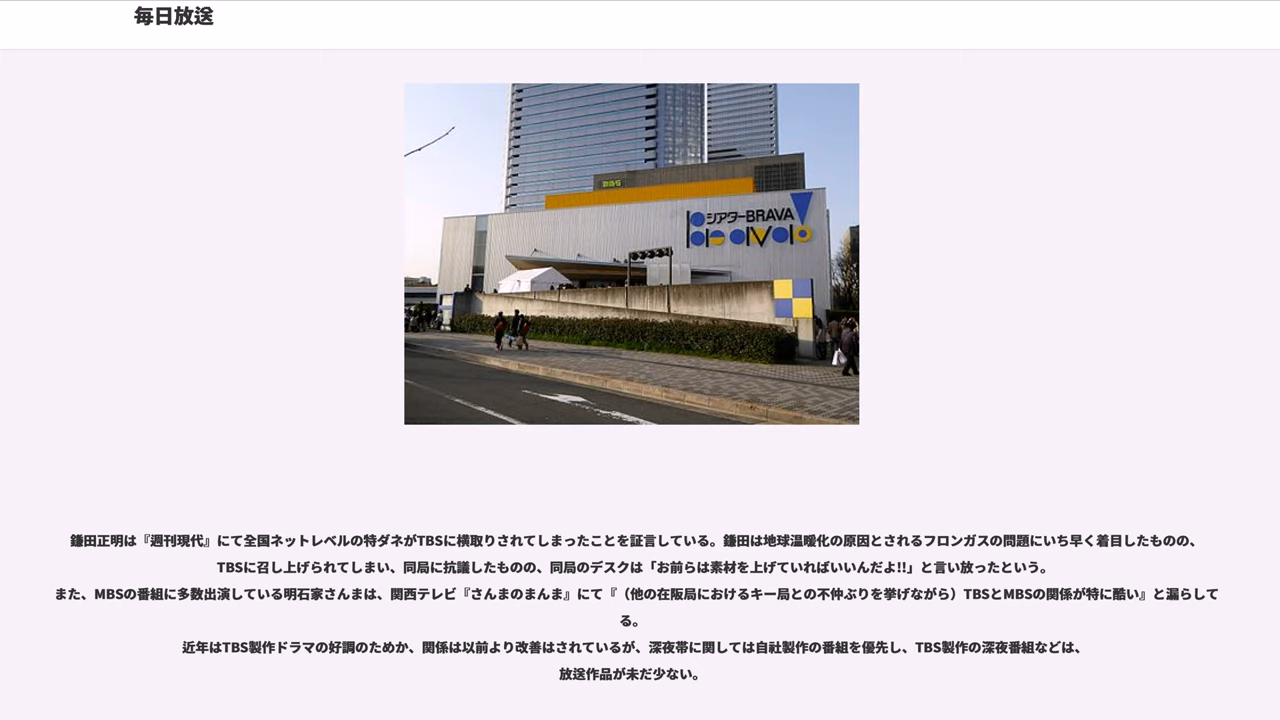 毎日放送
MBS
シアターBRAVA!
鎌田正明は『週刊現代』にて全国ネットレベルの特ダネがTBSに横取りされてしまったことを証言している。鎌田は地球温暖化の原因とされるフロンガスの問題にいち早く着目したものの、
TBSに召し上げられてしまい、同局に抗議したものの、同局のデスクは「お前らは素材を上げていればいいんだよ!!」と言い放ったという。
また、MBSの番組に多数出演している明石家さんまは、関西テレビ『さんまのまんま』にて『（他の在阪局におけるキー局との不仲ぶりを挙げながら）TBSとMBSの関係が特に酷い』と漏らして
る。
近年はTBS製作ドラマの好調のためか、関係は以前より改善はされているが、深夜帯に関しては自社製作の番組を優先し、TBS製作の深夜番組などは、
放送作品が未だ少ない。